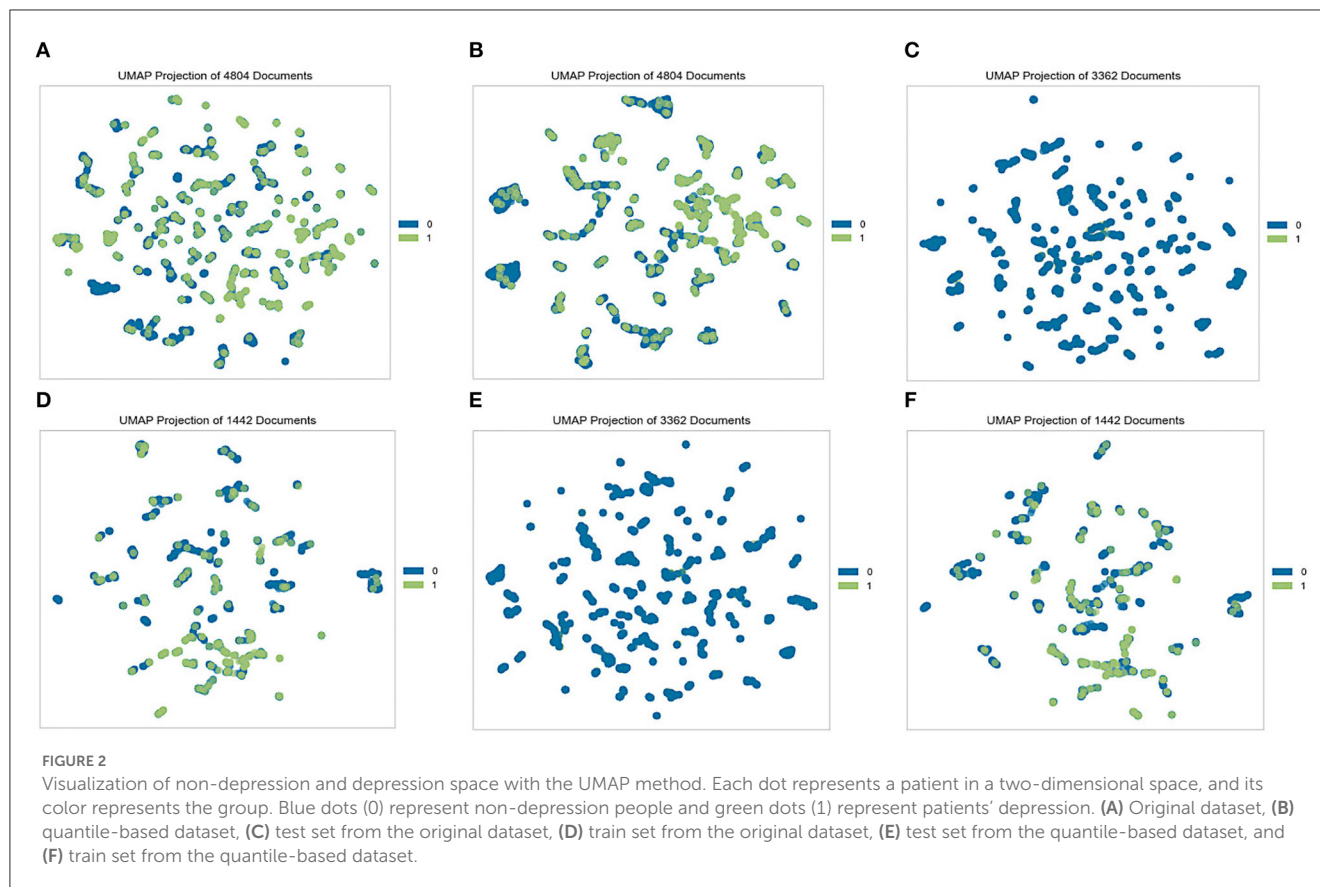 A
UMAP Projection of 4804 Documents
0
1
B
UMAP Projection of 4804 Documents
0
1
C
UMAP Projection of 3362 Documents
0
1
D
UMAP Projection of 1442 Documents
0
1
E
UMAP Projection of 3362 Documents
0
1
F
UMAP Projection of 1442 Documents
0
1
FIGURE 2
Visualization of non-depression and depression space with the UMAP method. Each dot represents a patient in a two-dimensional space, and its
color represents the group. Blue dots (0) represent non-depression people and green dots (1) represent patients' depression. (A) Original dataset, (B)
quantile-based dataset, (C) test set from the original dataset, (D) train set from the original dataset, (E) test set from the quantile-based dataset, and
(F) train set from the quantile-based dataset.